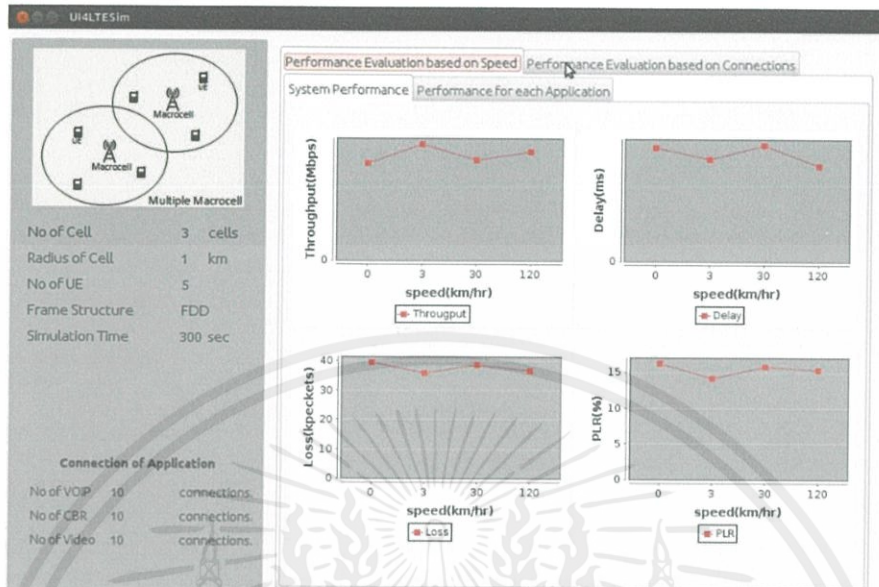 UI4LTESim
UE
Macrocell
UE
Macrocell
Multiple Macrocell
No of Cell 3 cells
Radius of Cell 1 km
No of UE 5
Frame Structure FDD
Simulation Time 300 sec
Connection of Application
No of VOIP 10 connections.
No of CBR 10 connections.
No of Video 10 connections.
Performance Evaluation based on Speed
Performance Evaluation based on Connections
System Performance
Performance for each Application
Throughput(Mbps)
0
0 3 30 120
speed(km/hr)
Througput
Delay(ms)
0
0 3 30 120
speed(km/hr)
Delay
Loss(kpeckets)
40
30
20
10
0
0 3 30 120
speed(km/hr)
Loss
PLR(%)
15
10
5
0
0 3 30 120
speed(km/hr)
PLR